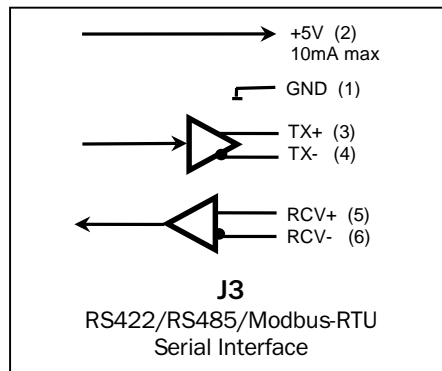 +5V (2)
10mA max
GND (1)
TX+ (3)
TX- (4)
RCV+ (5)
RCV- (6)
J3
RS422/RS485/Modbus-RTU
Serial Interface